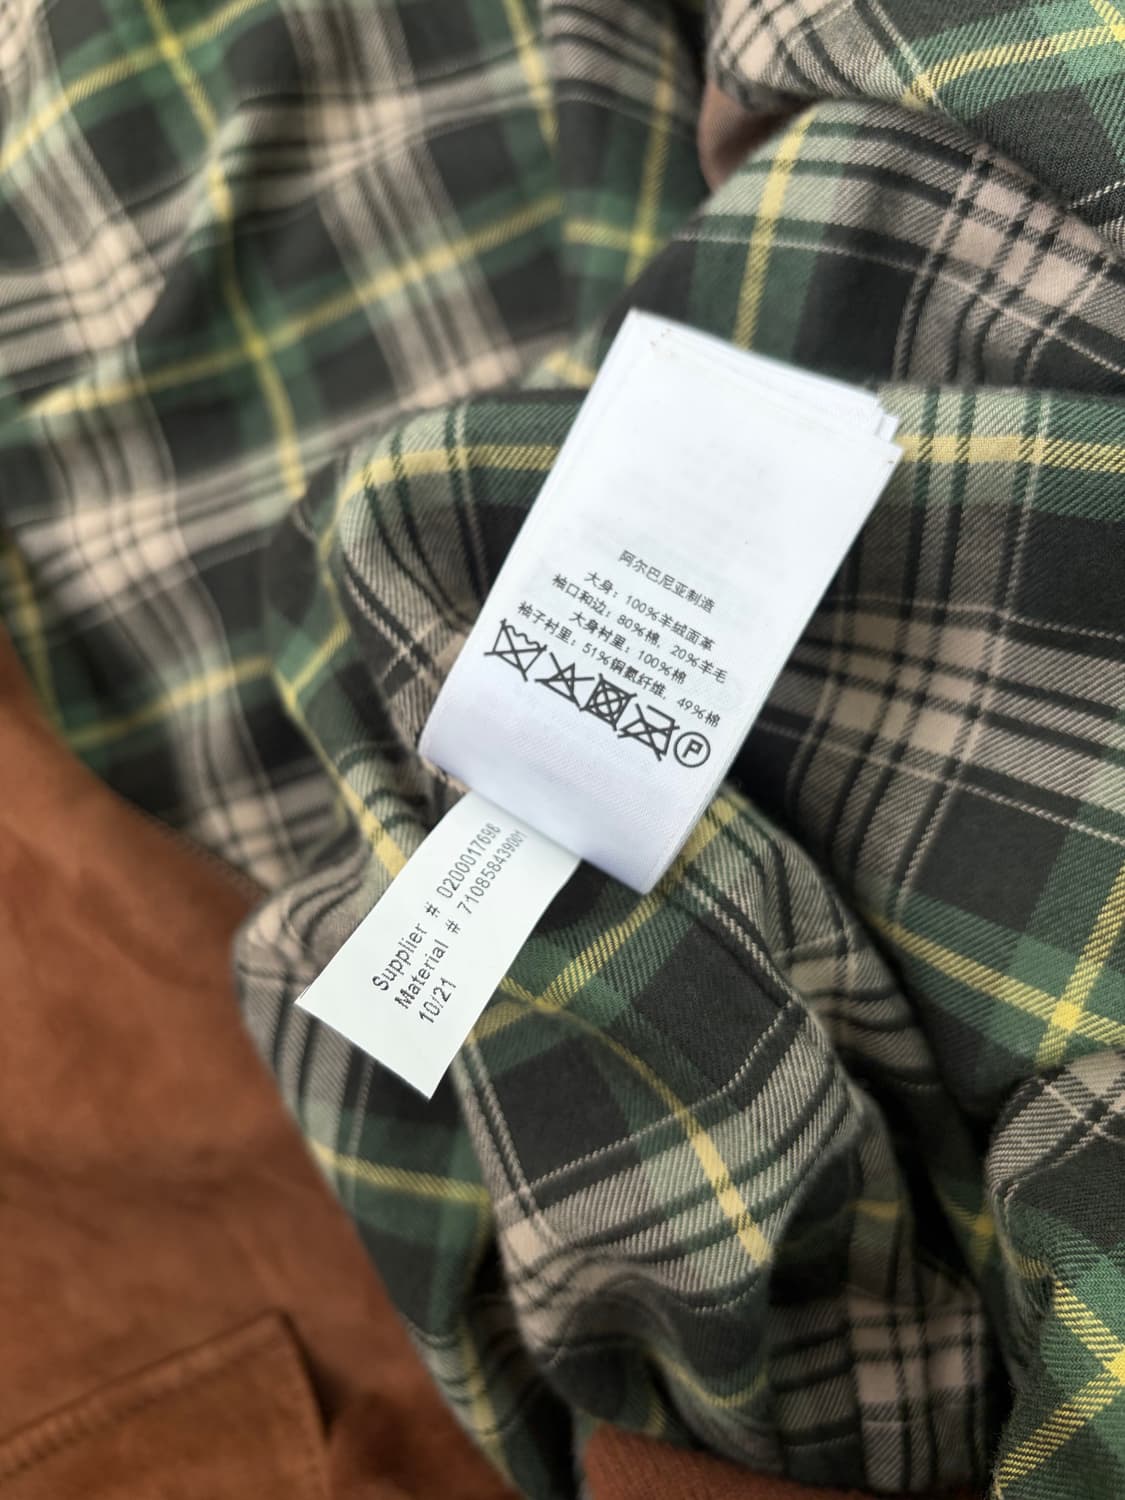 阿尔巴尼亚制造
大身: 100%羊绒面革
袖口和边: 80%棉, 20%羊毛
大身衬里: 100%棉
袖子衬里: 51%铜氨纤维, 49%棉
P
Supplier # 0200017698
Material # 710858439001
10/21